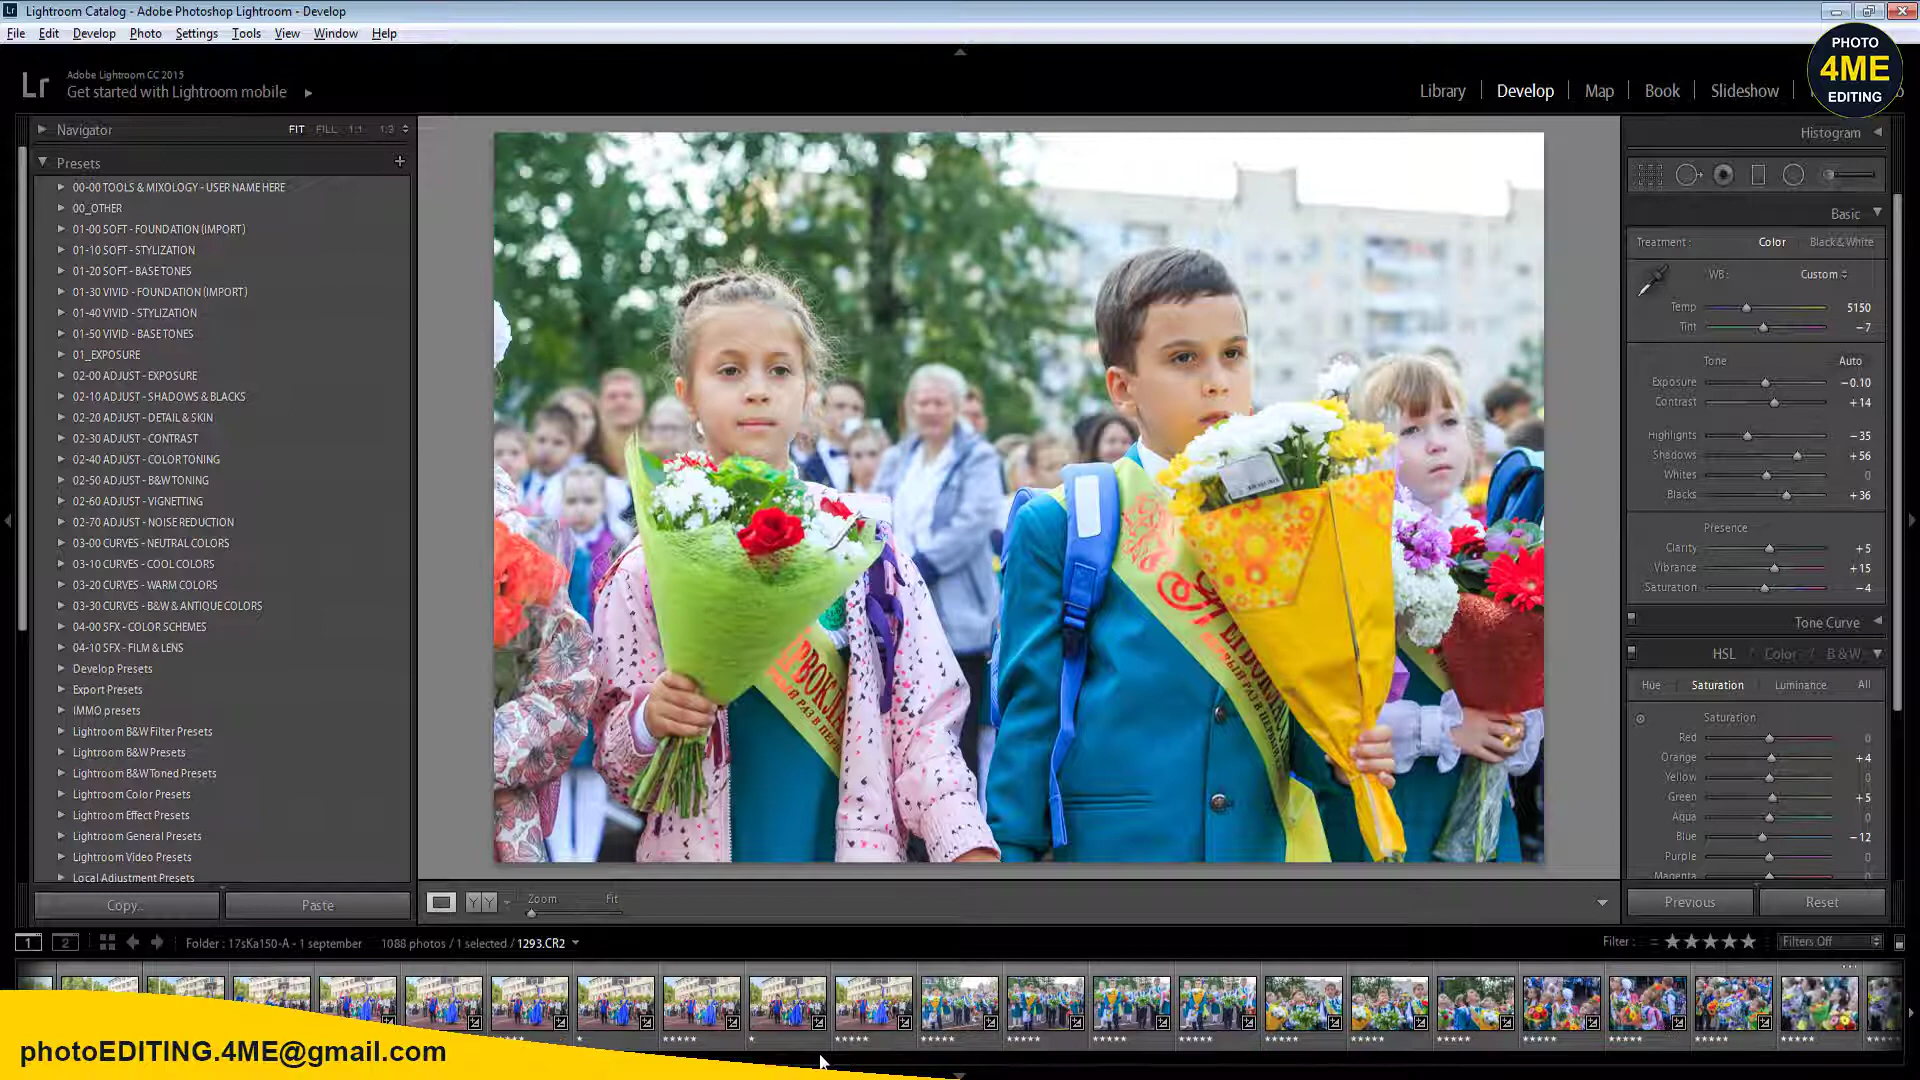 Lightroom Catalog - Adobe Photoshop Lightroom - Develop
File Edit Develop Photo Settings Tools View Window Help
PHOTO
4ME
EDITING
Lr
Adobe Lightroom CC 2015
Get started with Lightroom mobile
Library Develop Map Book Slideshow
Navigator FIT FILL 1:1 1:3
Presets +
00-00 TOOLS & MIXOLOGY - USER NAME HERE
00_OTHER
01-00 SOFT - FOUNDATION (IMPORT)
01-10 SOFT - STYLIZATION
01-20 SOFT - BASE TONES
01-30 VIVID - FOUNDATION (IMPORT)
01-40 VIVID - STYLIZATION
01-50 VIVID - BASE TONES
01_EXPOSURE
02-00 ADJUST - EXPOSURE
02-10 ADJUST - SHADOWS & BLACKS
02-20 ADJUST - DETAIL & SKIN
02-30 ADJUST - CONTRAST
02-40 ADJUST - COLOR TONING
02-50 ADJUST - B&W TONING
02-60 ADJUST - VIGNETTING
02-70 ADJUST - NOISE REDUCTION
03-00 CURVES - NEUTRAL COLORS
03-10 CURVES - COOL COLORS
03-20 CURVES - WARM COLORS
03-30 CURVES - B&W & ANTIQUE COLORS
04-00 SFX - COLOR SCHEMES
04-10 SFX - FILM & LENS
Develop Presets
Export Presets
IMMO presets
Lightroom B&W Filter Presets
Lightroom B&W Presets
Lightroom B&W Toned Presets
Lightroom Color Presets
Lightroom Effect Presets
Lightroom General Presets
Lightroom Video Presets
Local Adjustment Presets
Copy... Paste
Zoom Fit
Histogram
Basic
Treatment: Color Black & White
WB: Custom
Temp 5150
Tint -7
Tone Auto
Exposure -0.10
Contrast +14
Highlights -35
Shadows +56
Whites 0
Blacks +36
Presence
Clarity +5
Vibrance +15
Saturation -4
Tone Curve
HSL / Color / B&W
Hue Saturation Luminance All
Saturation
Red 0
Orange +4
Yellow 0
Green +5
Aqua 0
Blue -12
Purple 0
Magenta 0
Previous Reset
1 2 Folder : 17sKa150-A - 1 september 1088 photos / 1 selected / 1293.CR2
Filter : Filters Off
photoEDITING.4ME@gmail.com